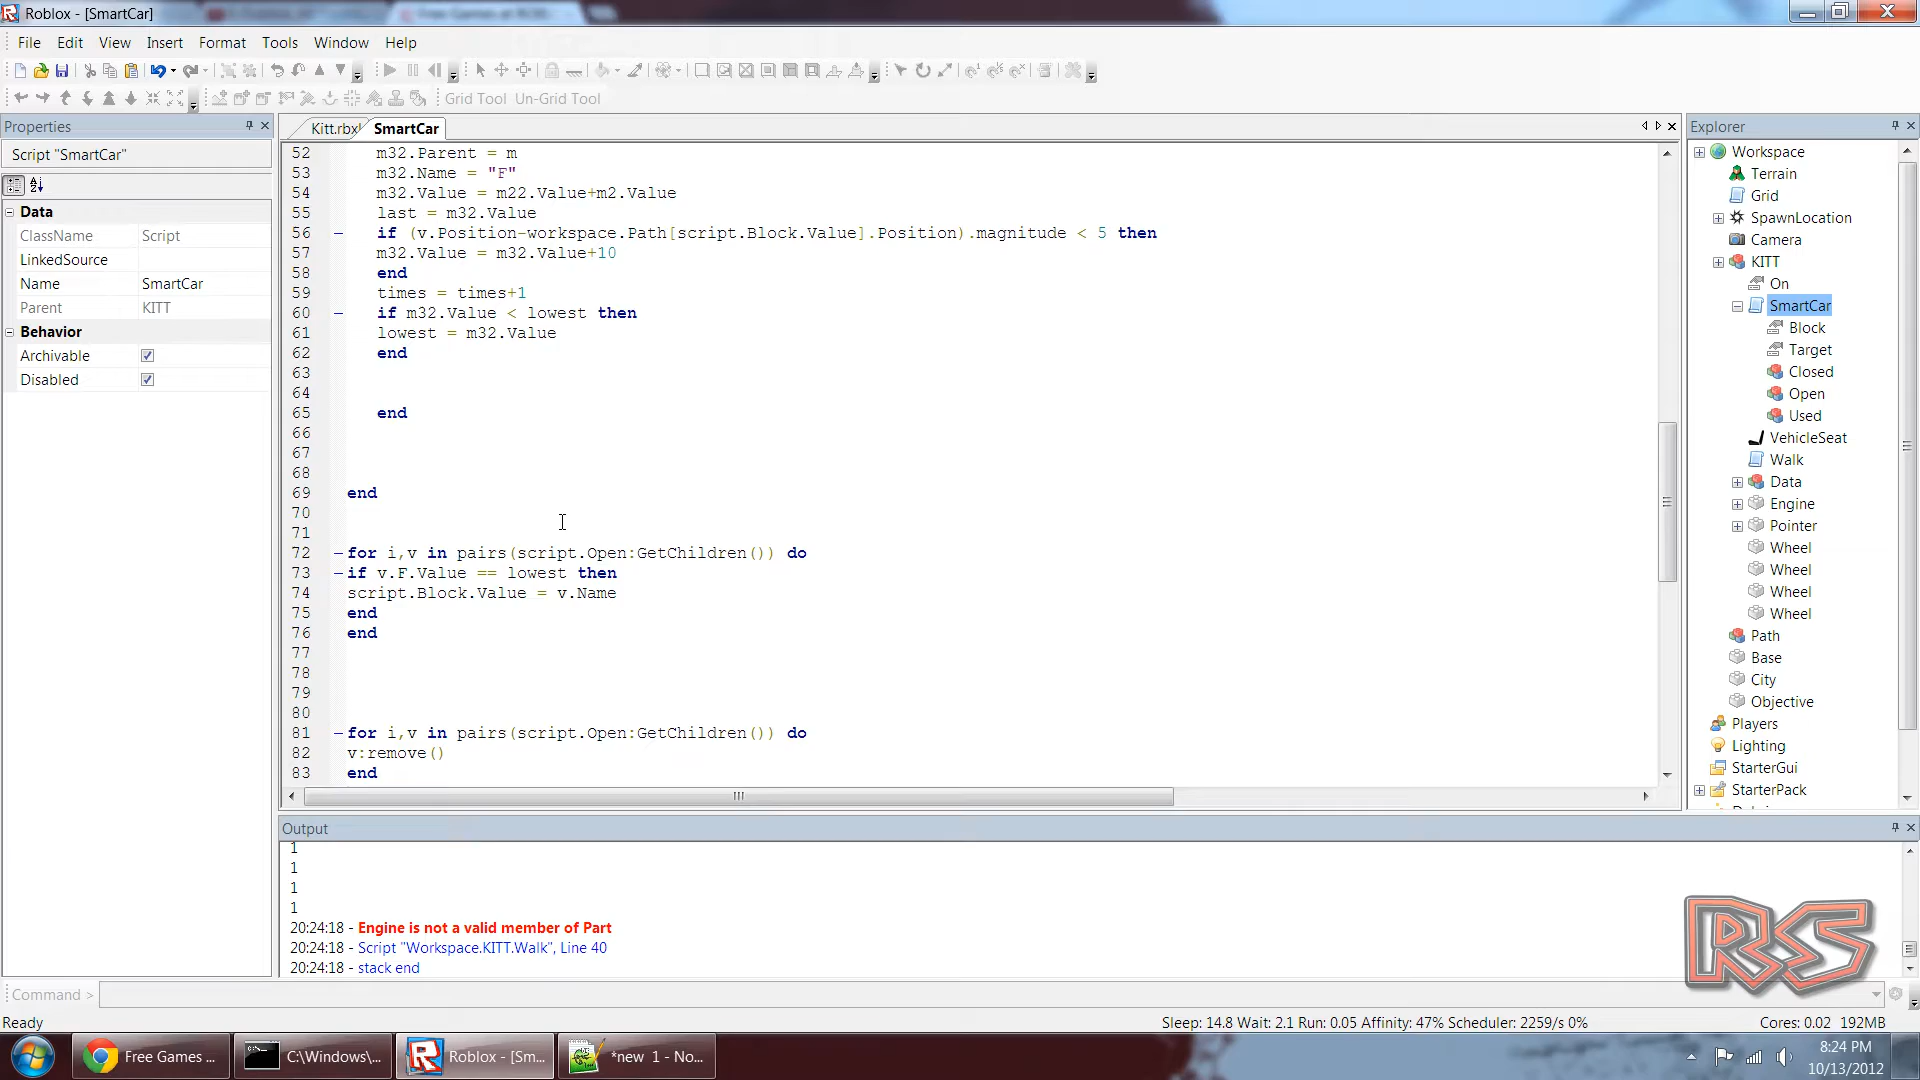 Roblox - [SmartCar]
File Edit View Insert Format Tools Window Help
Grid Tool Un-Grid Tool
Properties
Script "SmartCar"
Data
ClassName Script
LinkedSource
Name SmartCar
Parent KITT
Behavior
Archivable
Disabled
Kitt.rbxl SmartCar
52 m32.Parent = m
53 m32.Name = "F"
54 m32.Value = m22.Value+m2.Value
55 last = m32.Value
56 if (v.Position-workspace.Path[script.Block.Value].Position).magnitude < 5 then
57 m32.Value = m32.Value+10
58 end
59 times = times+1
60 if m32.Value < lowest then
61 lowest = m32.Value
62 end
63
64
65 end
66
67
68
69 end
70
71
72 for i,v in pairs(script.Open:GetChildren()) do
73 if v.F.Value == lowest then
74 script.Block.Value = v.Name
75 end
76 end
77
78
79
80
81 for i,v in pairs(script.Open:GetChildren()) do
82 v:remove()
83 end
Explorer
Workspace
Terrain
Grid
SpawnLocation
Camera
KITT
On
SmartCar
Block
Target
Closed
Open
Used
VehicleSeat
Walk
Data
Engine
Pointer
Wheel
Wheel
Wheel
Wheel
Path
Base
City
Objective
Players
Lighting
StarterGui
StarterPack
Output
1
1
1
1
20:24:18 - Engine is not a valid member of Part
20:24:18 - Script "Workspace.KITT.Walk", Line 40
20:24:18 - stack end
RS
Command >
Ready
Sleep: 14.8 Wait: 2.1 Run: 0.05 Affinity: 47% Scheduler: 2259/s 0%
Cores: 0.02 192MB
Free Games ...
C:\Windows\...
Roblox - [Sm...
*new 1 - No...
8:24 PM
10/13/2012